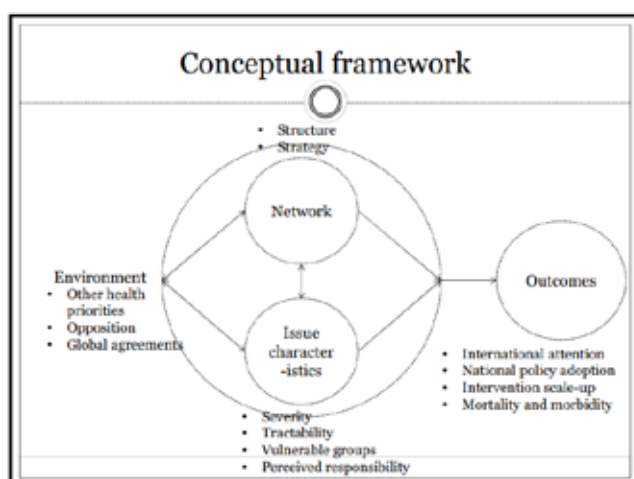 Conceptual framework
• Structure
• Strategy
Network
Environment
• Other health
priorities
• Opposition
• Global agreements
Issue
character
-istics
Outcomes
• International attention
• National policy adoption
• Intervention scale-up
• Mortality and morbidity
• Severity
• Tractability
• Vulnerable groups
• Perceived responsibility